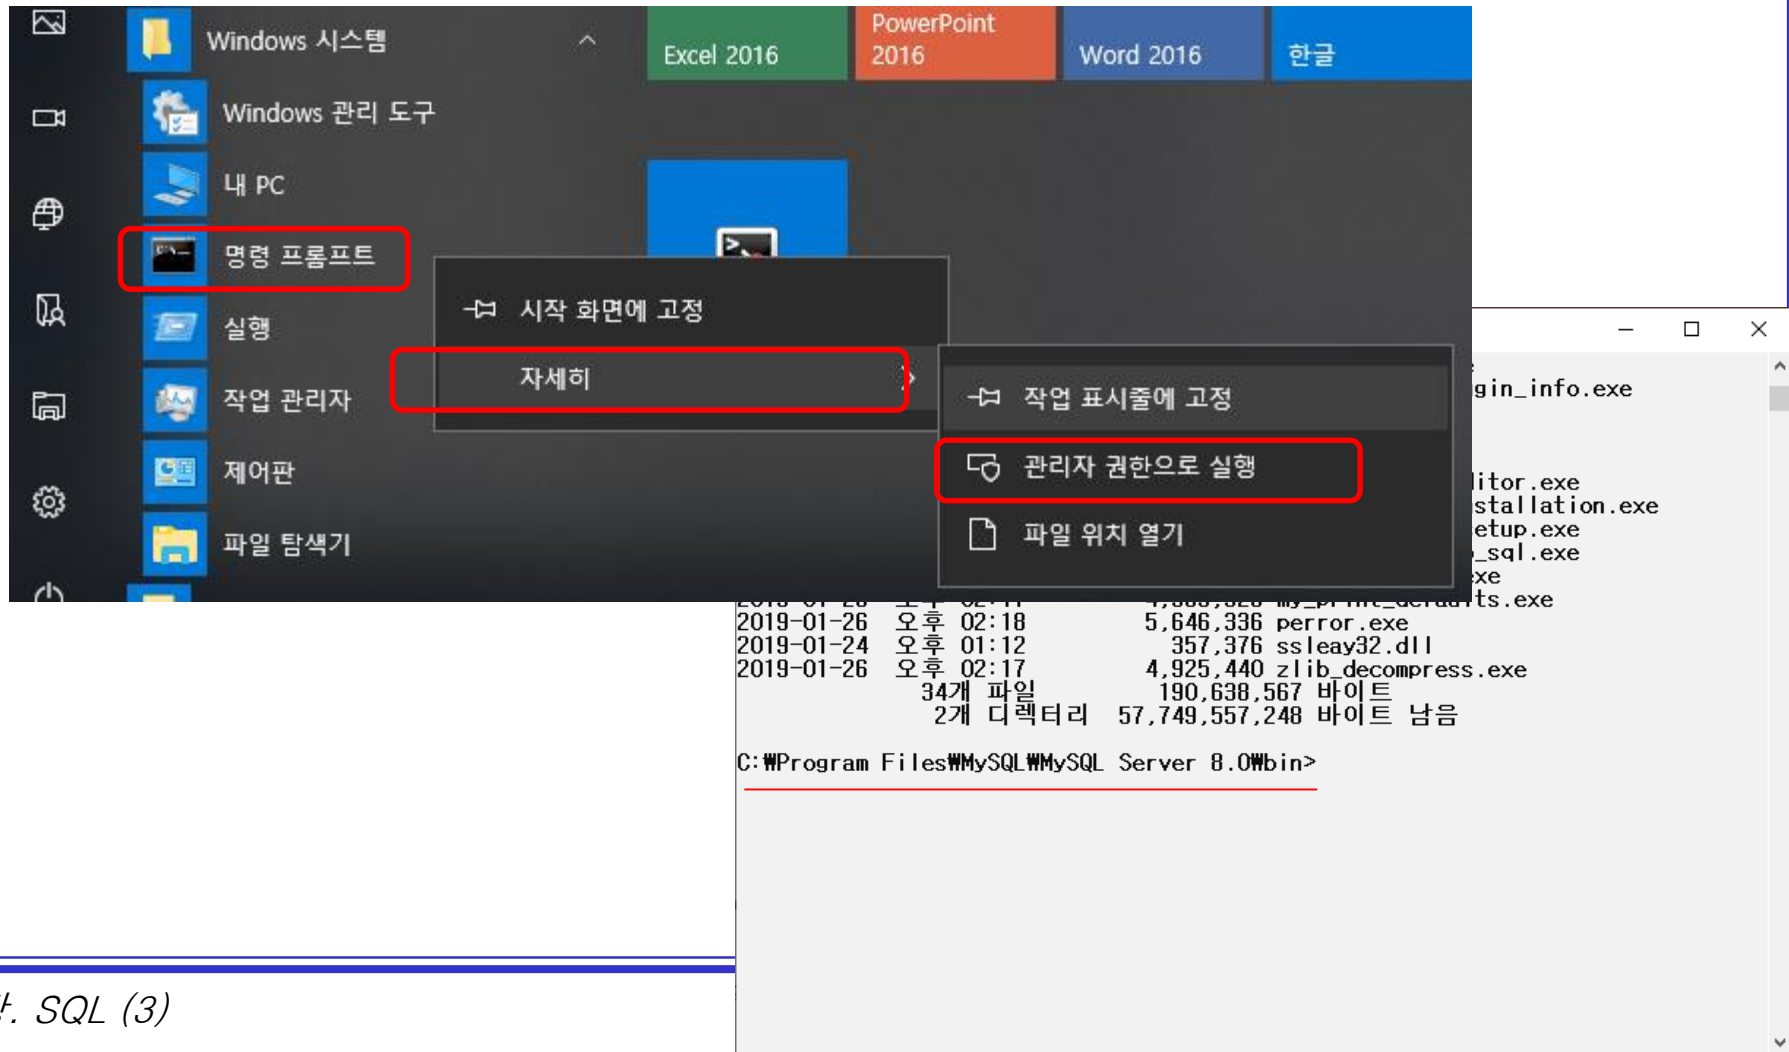 Windows 시스템
Excel 2016
PowerPoint
2016
Word 2016
한글
Windows 관리 도구
내 PC
명령 프롬프트
시작 화면에 고정
실행
자세히
작업 관리자
작업 표시줄에 고정
제어판
관리자 권한으로 실행
파일 탐색기
파일 위치 열기
gin_info.exe
itor.exe
stallation.exe
etup.exe
_sql.exe
xe
my_print_defaults.exe
2019-01-26 오후 02:18 5,646,336 perror.exe
2019-01-24 오후 01:12 357,376 ssleay32.dll
2019-01-26 오후 02:17 4,925,440 zlib_decompress.exe
34개 파일 190,638,567 바이트
2개 디렉터리 57,749,557,248 바이트 남음
C:₩Program Files₩MySQL₩MySQL Server 8.0₩bin>
. SQL (3)